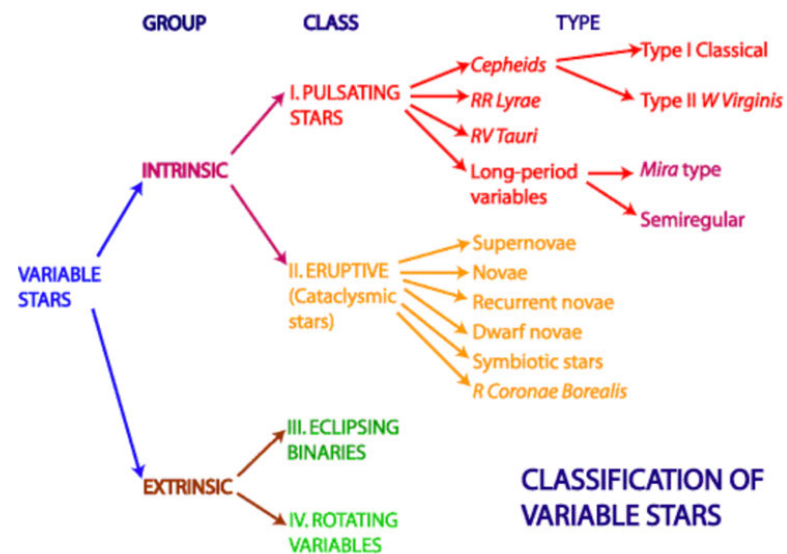 GROUP
CLASS
TYPE
VARIABLE
STARS
INTRINSIC
I. PULSATING
STARS
Cepheids
Type I Classical
Type II W Virginis
RR Lyrae
RV Tauri
Long-period
variables
Mira type
Semiregular
II. ERUPTIVE
(Cataclysmic
stars)
Supernovae
Novae
Recurrent novae
Dwarf novae
Symbiotic stars
R Coronae Borealis
EXTRINSIC
III. ECLIPSING
BINARIES
IV. ROTATING
VARIABLES
CLASSIFICATION OF
VARIABLE STARS